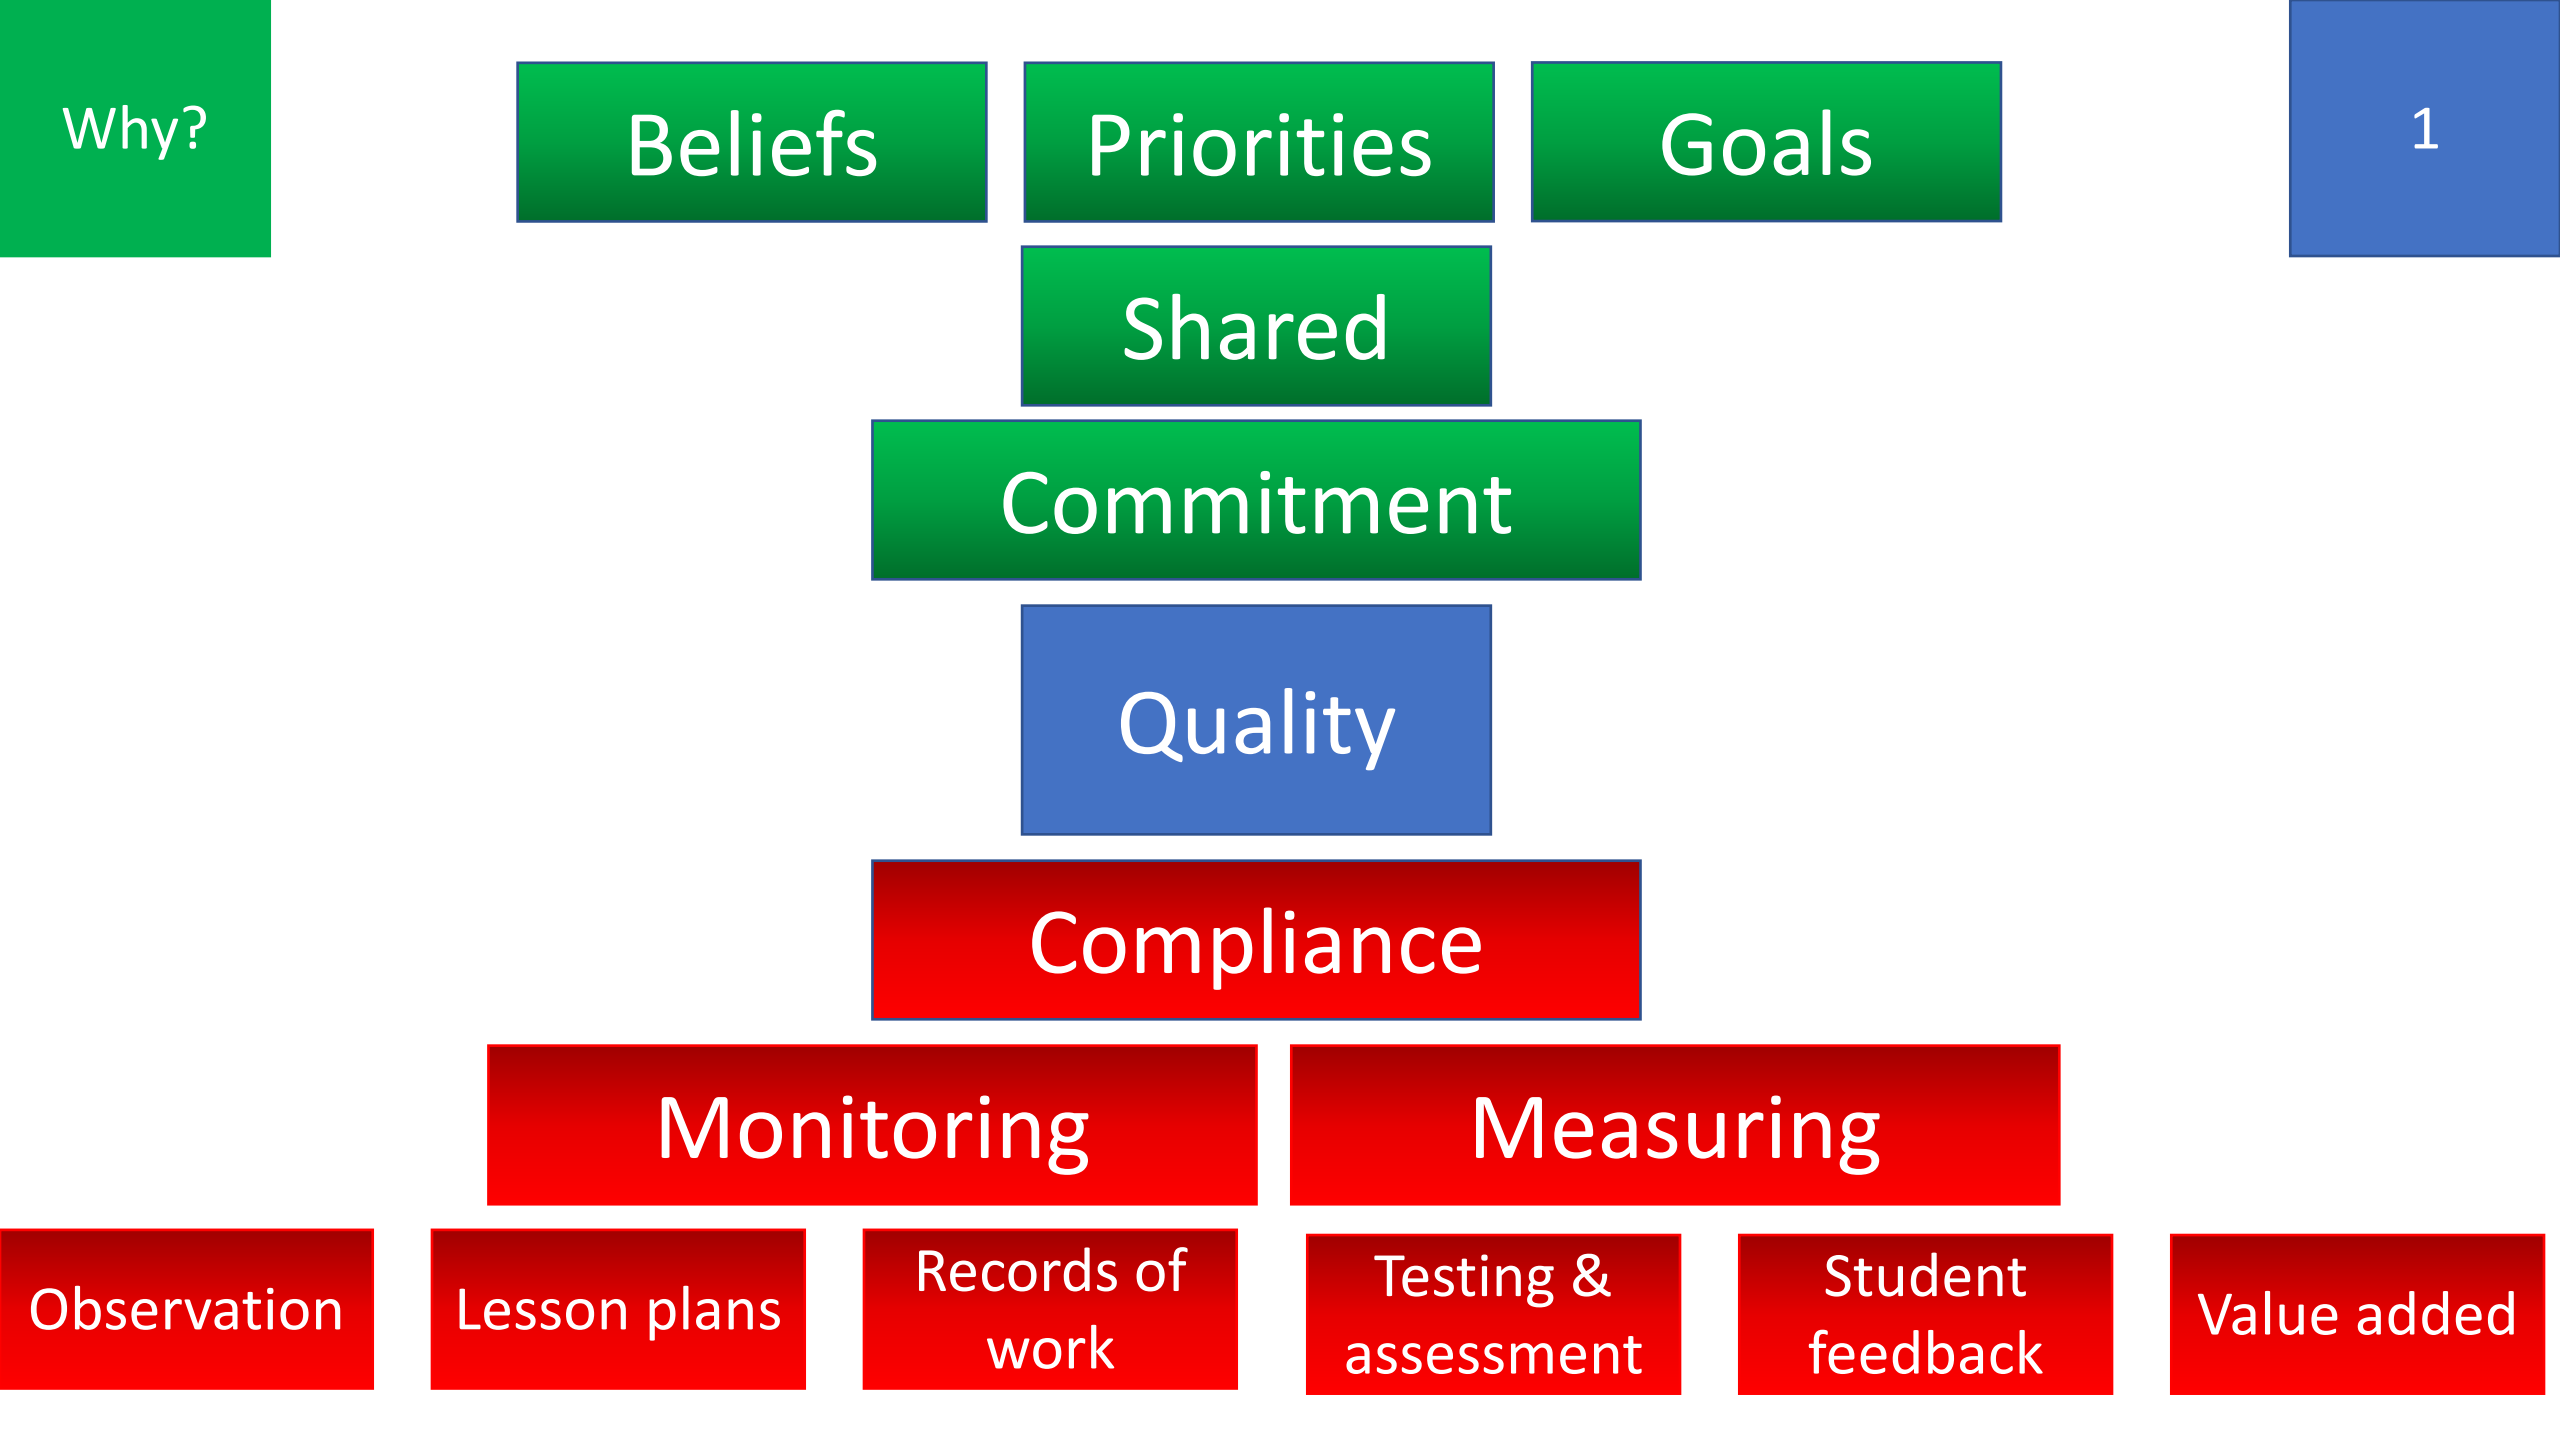 Why?
Beliefs
Priorities
Goals
1
Shared
Commitment
Quality
Compliance
Monitoring
Measuring
Observation
Lesson plans
Records of
work
Testing &
assessment
Student
feedback
Value added